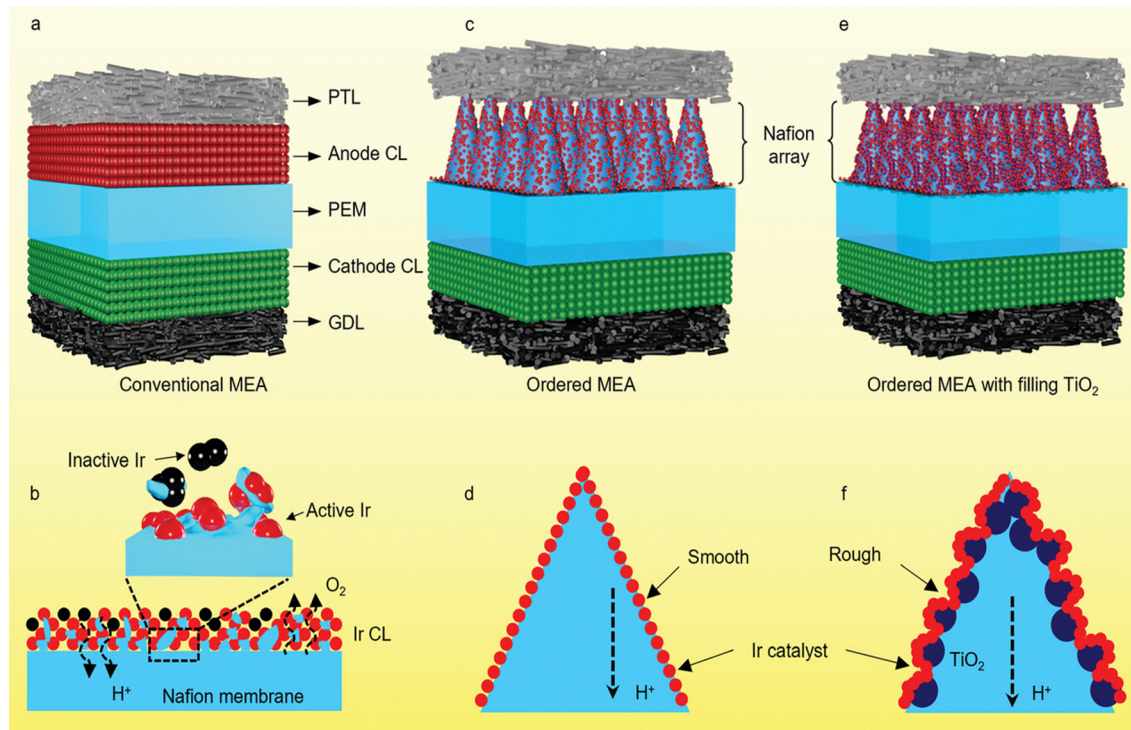 a
PTL
Anode CL
PEM
Cathode CL
GDL
Conventional MEA
c
Nafion
array
Ordered MEA
e
Ordered MEA with filling TiO₂
b
Inactive Ir
Active Ir
O₂
Ir CL
H⁺
Nafion membrane
d
Smooth
Ir catalyst
H⁺
f
Rough
TiO₂
H⁺